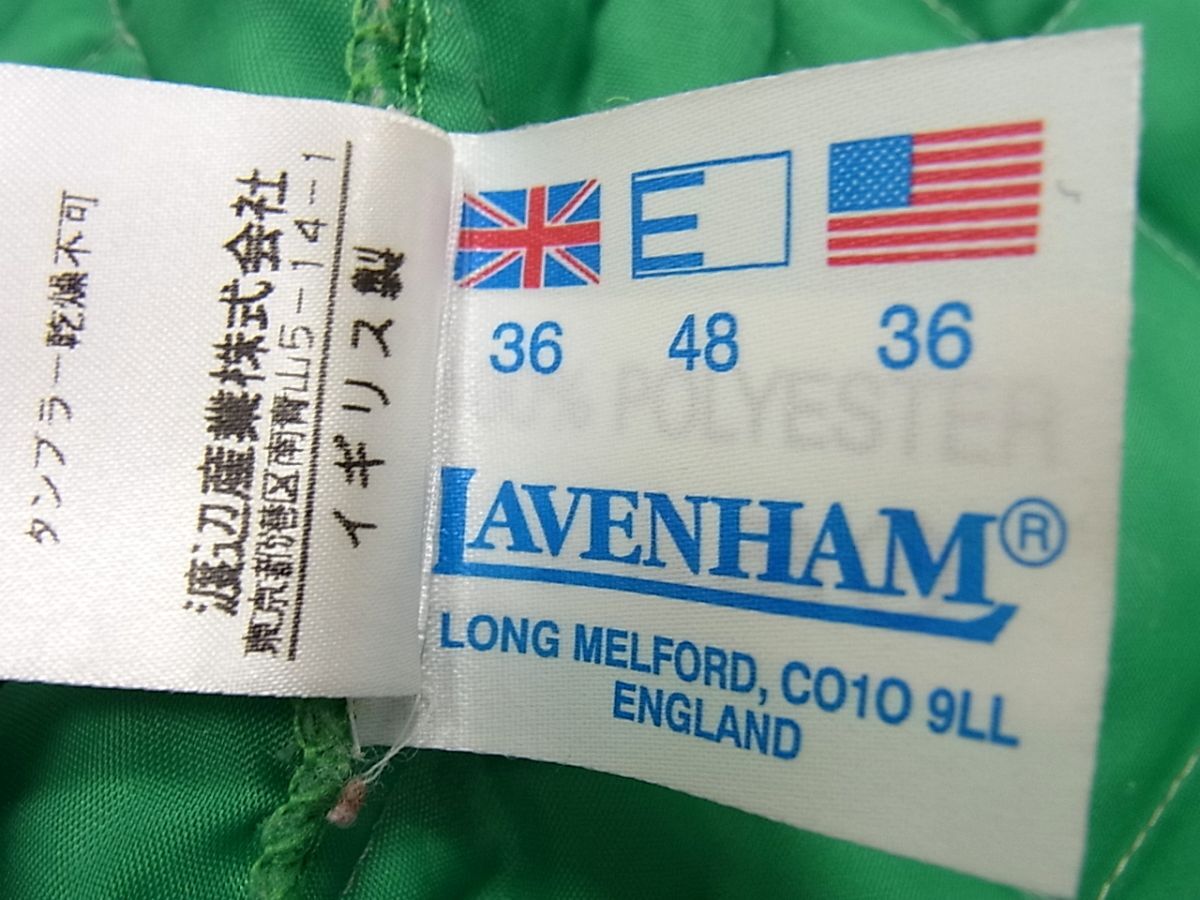 タンブラー乾燥不可
渡辺産業株式会社
東京都港区南青山5-14-1
イギリス製
E
36 48 36
POLYESTER
LAVENHAM®
LONG MELFORD, CO10 9LL
ENGLAND